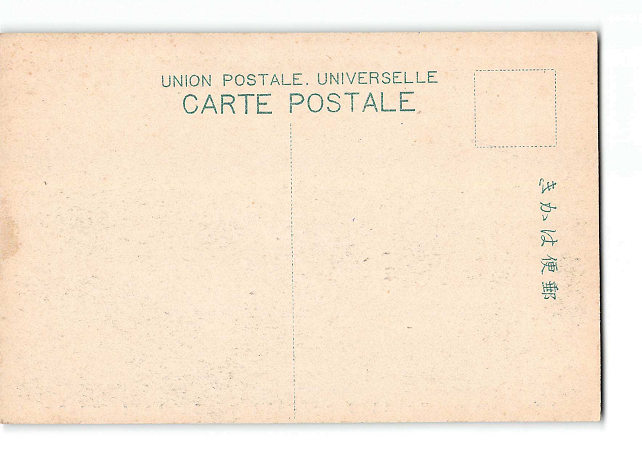 UNION POSTALE. UNIVERSELLE
CARTE POSTALE
きかは便郵